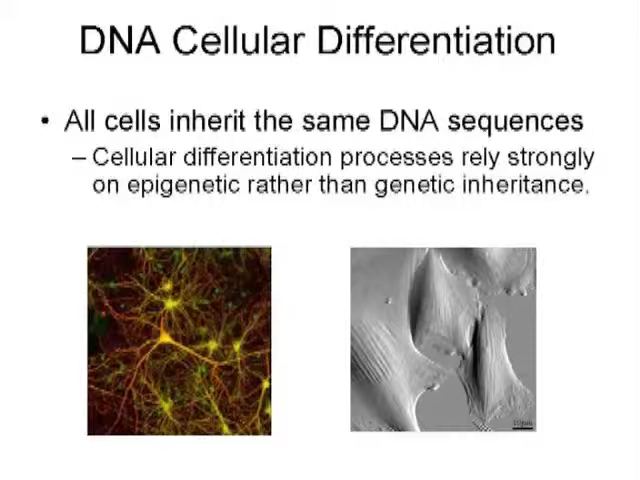 DNA Cellular Differentiation
• All cells inherit the same DNA sequences
– Cellular differentiation processes rely strongly
on epigenetic rather than genetic inheritance.